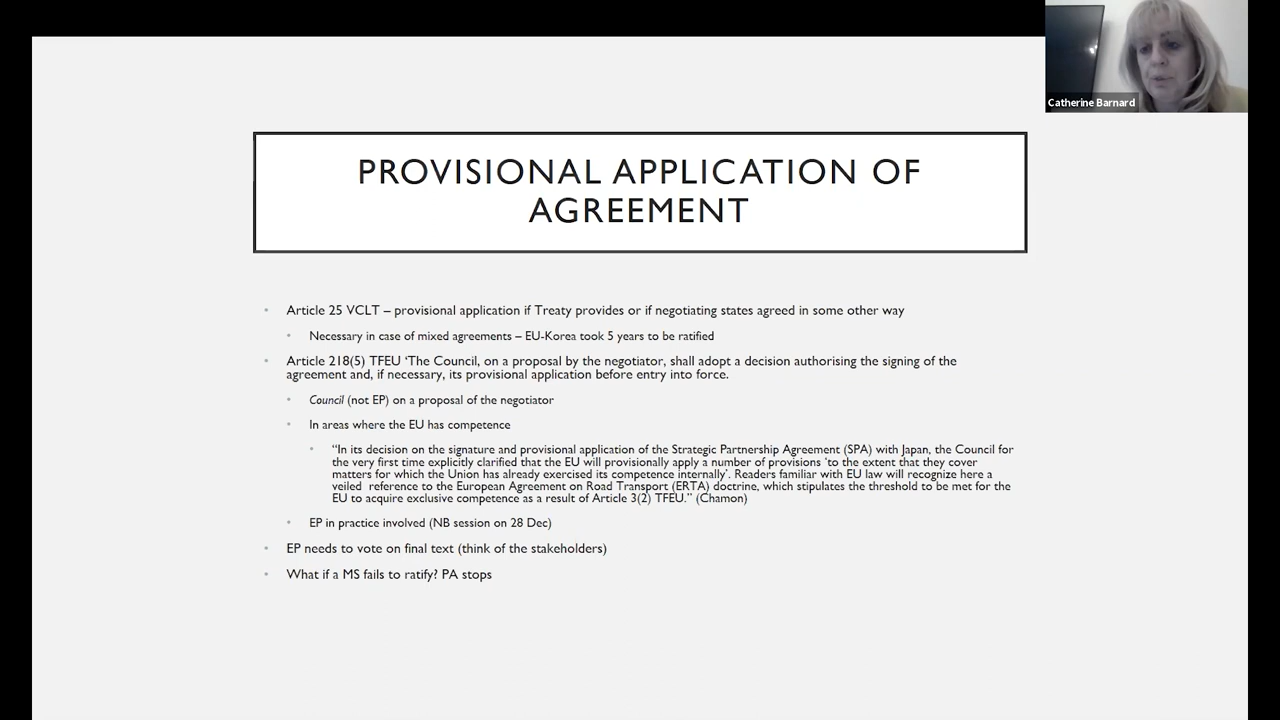 Catherine Barnard
PROVISIONAL APPLICATION OF
AGREEMENT
• Article 25 VCLT – provisional application if Treaty provides or if negotiating states agreed in some other way
• Necessary in case of mixed agreements – EU-Korea took 5 years to be ratified
• Article 218(5) TFEU ‘The Council, on a proposal by the negotiator, shall adopt a decision authorising the signing of the
agreement and, if necessary, its provisional application before entry into force.
• Council (not EP) on a proposal of the negotiator
• In areas where the EU has competence
• “In its decision on the signature and provisional application of the Strategic Partnership Agreement (SPA) with Japan, the Council for
the very first time explicitly clarified that the EU will provisionally apply a number of provisions ‘to the extent that they cover
matters for which the Union has already exercised its competence internally’. Readers familiar with EU law will recognize here a
veiled reference to the European Agreement on Road Transport (ERTA) doctrine, which stipulates the threshold to be met for the
EU to acquire exclusive competence as a result of Article 3(2) TFEU.” (Chamon)
• EP in practice involved (NB session on 28 Dec)
• EP needs to vote on final text (think of the stakeholders)
• What if a MS fails to ratify? PA stops